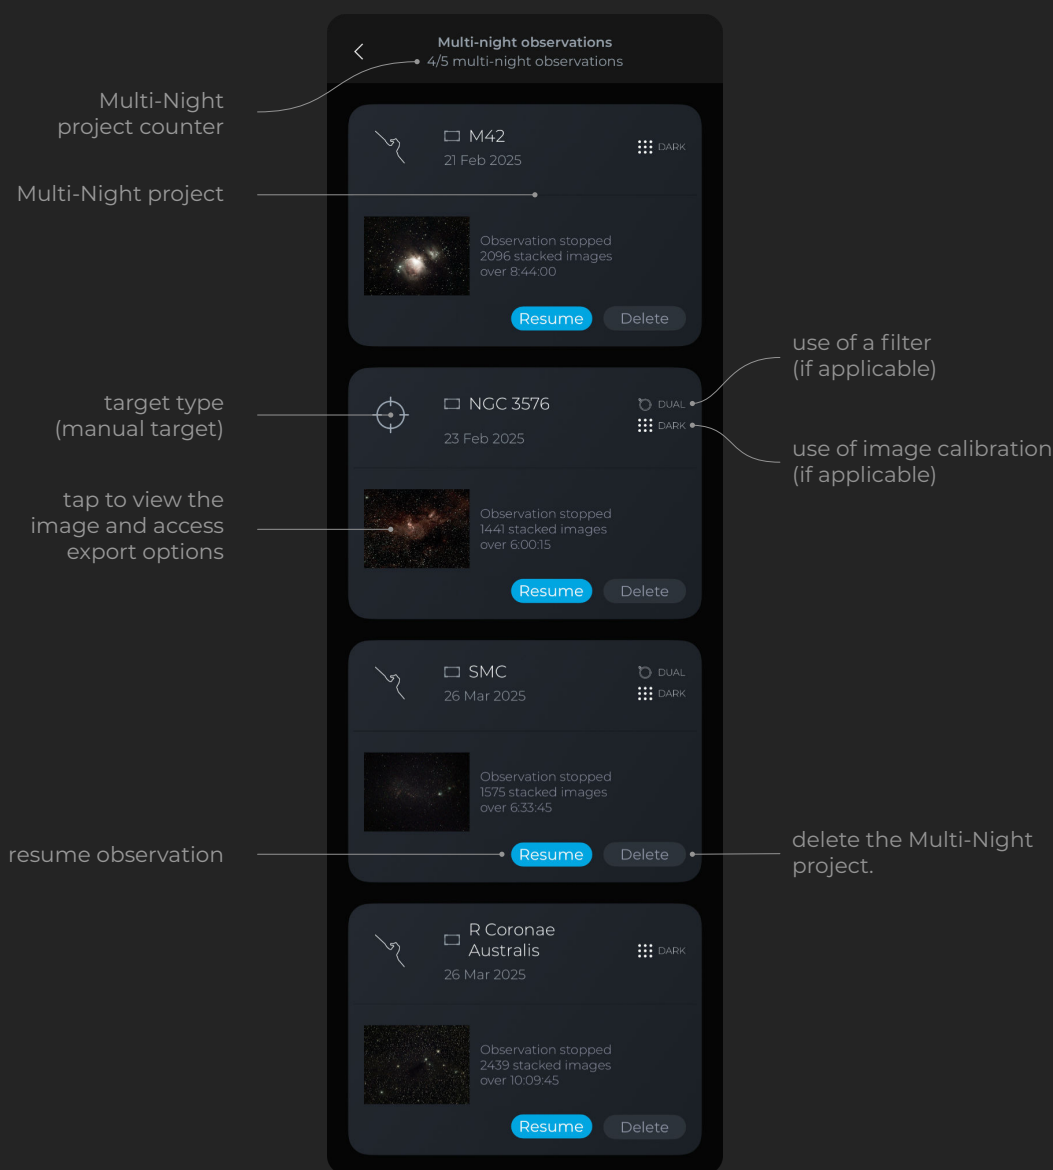 Multi-night observations
4/5 multi-night observations
Multi-Night
project counter
M42
21 Feb 2025
DARK
Multi-Night project
Observation stopped
2096 stacked images
over 8:44:00
Resume
Delete
use of a filter
(if applicable)
target type
(manual target)
NGC 3576
23 Feb 2025
DUAL
DARK
use of image calibration
(if applicable)
tap to view the
image and access
export options
Observation stopped
1441 stacked images
over 6:00:15
Resume
Delete
SMC
26 Mar 2025
DUAL
DARK
Observation stopped
1575 stacked images
over 6:33:45
resume observation
Resume
Delete
delete the Multi-Night
project.
R Coronae
Australis
26 Mar 2025
DARK
Observation stopped
2439 stacked images
over 10:09:45
Resume
Delete